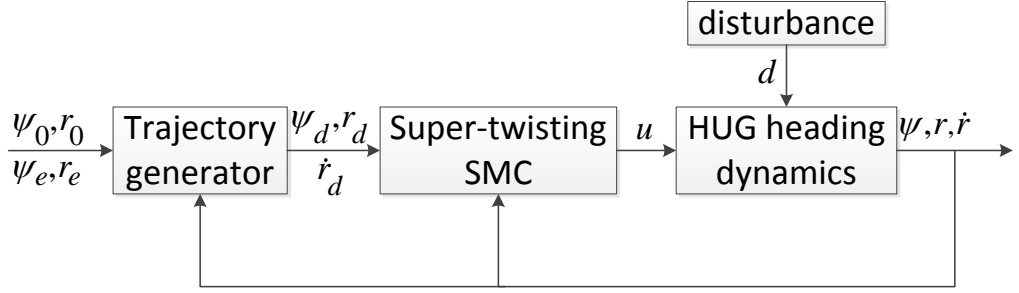 disturbance
d
ψ0,r0
ψe,re
Trajectory
generator
ψd,rd
ṙd
Super-twisting
SMC
u
HUG heading
dynamics
ψ,r,ṙ